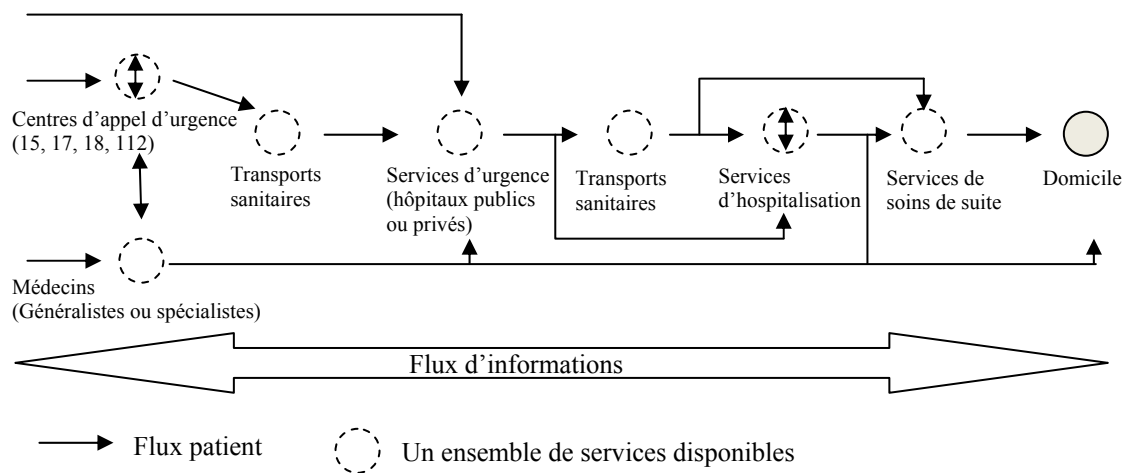 Centres d'appel d'urgence
(15, 17, 18, 112)
Transports
sanitaires
Services d'urgence
(hôpitaux publics
ou privés)
Transports
sanitaires
Services
d'hospitalisation
Services de
soins de suite
Domicile
Médecins
(Généralistes ou spécialistes)
Flux d'informations
Flux patient
Un ensemble de services disponibles